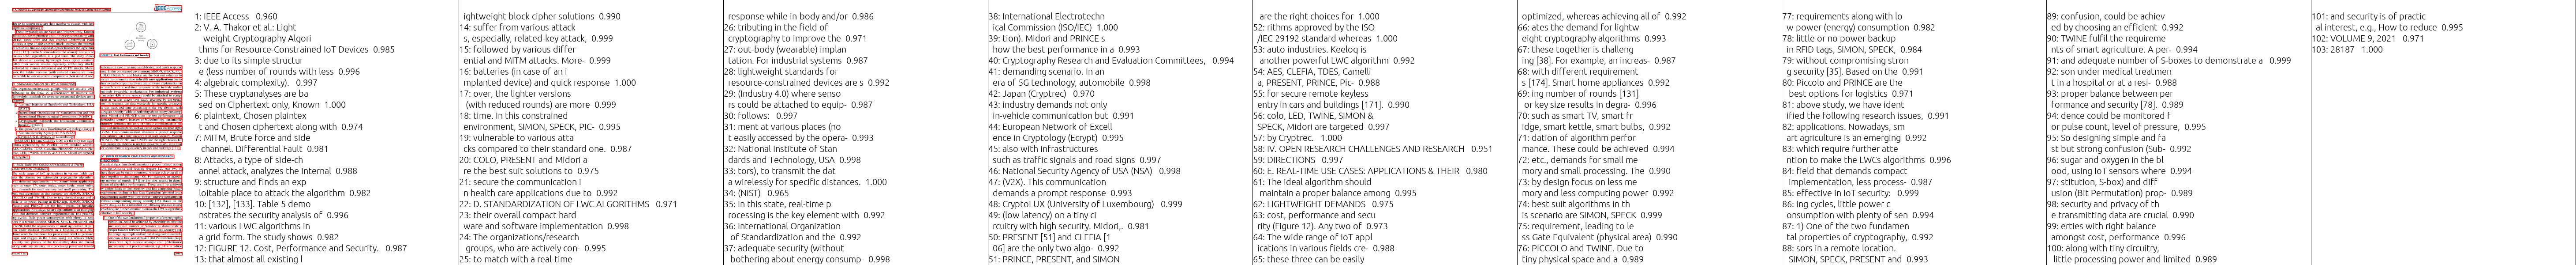 1: IEEE Access 0.960
2: V. A. Thakor et al.: Light
weight Cryptography Algori
thms for Resource-Constrained IoT Devices 0.985
3: due to its simple structur
e (less number of rounds with less 0.996
4: algebraic complexity). 0.997
5: These cryptanalyses are ba
sed on Ciphertext only, Known 1.000
6: plaintext, Chosen plaintex
t and Chosen ciphertext along with 0.974
7: MITM, Brute force and side
channel. Differential Fault 0.981
8: Attacks, a type of side-ch
annel attack, analyzes the internal 0.988
9: structure and finds an exp
loitable place to attack the algorithm 0.982
10: [132], [133]. Table 5 demo
nstrates the security analysis of 0.996
11: various LWC algorithms in
a grid form. The study shows 0.982
12: FIGURE 12. Cost, Performance and Security. 0.987
13: that almost all existing l
ightweight block cipher solutions 0.990
14: suffer from various attack
s, especially, related-key attack, 0.999
15: followed by various differ
ential and MITM attacks. More- 0.999
16: batteries (in case of an i
mplanted device) and quick response 1.000
17: over, the lighter versions
(with reduced rounds) are more 0.999
18: time. In this constrained
environment, SIMON, SPECK, PIC- 0.995
19: vulnerable to various atta
cks compared to their standard one. 0.987
20: COLO, PRESENT and Midori a
re the best suit solutions to 0.975
21: secure the communication i
n health care applications due to 0.992
22: D. STANDARDIZATION OF LWC ALGORITHMS 0.971
23: their overall compact hard
ware and software implementation 0.998
24: The organizations/research
groups, who are actively con- 0.995
25: to match with a real-time
response while in-body and/or 0.986
26: tributing in the field of
cryptography to improve the 0.971
27: out-body (wearable) implan
tation. For industrial systems 0.987
28: lightweight standards for
resource-constrained devices are s 0.992
29: (Industry 4.0) where senso
rs could be attached to equip- 0.987
30: follows: 0.997
31: ment at various places (no
t easily accessed by the opera- 0.993
32: National Institute of Stan
dards and Technology, USA 0.998
33: tors), to transmit the dat
a wirelessly for specific distances. 1.000
34: (NIST) 0.965
35: In this state, real-time p
rocessing is the key element with 0.992
36: International Organization
of Standardization and the 0.992
37: adequate security (without
bothering about energy consump- 0.998
38: International Electrotechn
ical Commission (ISO/IEC) 1.000
39: tion). Midori and PRINCE s
how the best performance in a 0.993
40: Cryptography Research and Evaluation Committees, 0.994
41: demanding scenario. In an
era of 5G technology, automobile 0.998
42: Japan (Cryptrec) 0.970
43: industry demands not only
in-vehicle communication but 0.991
44: European Network of Excell
ence in Cryptology (Ecrypt) 0.995
45: also with infrastructures
such as traffic signals and road signs 0.997
46: National Security Agency of USA (NSA) 0.998
47: (V2X). This communication
demands a prompt response 0.993
48: CryptoLUX (University of Luxembourg) 0.999
49: (low latency) on a tiny ci
rcuitry with high security. Midori,. 0.981
50: PRESENT [51] and CLEFIA [1
06] are the only two algo- 0.992
51: PRINCE, PRESENT, and SIMON
are the right choices for 1.000
52: rithms approved by the ISO
/IEC 29192 standard whereas 1.000
53: auto industries. Keeloq is
another powerful LWC algorithm 0.992
54: AES, CLEFIA, TDES, Camelli
a, PRESENT, PRINCE, Pic- 0.988
55: for secure remote keyless
entry in cars and buildings [171]. 0.990
56: colo, LED, TWINE, SIMON &
SPECK, Midori are targeted 0.997
57: by Cryptrec. 1.000
58: IV. OPEN RESEARCH CHALLENGES AND RESEARCH 0.951
59: DIRECTIONS 0.997
60: E. REAL-TIME USE CASES: APPLICATIONS & THEIR 0.980
61: The ideal algorithm should
maintain a proper balance among 0.995
62: LIGHTWEIGHT DEMANDS 0.975
63: cost, performance and secu
rity (Figure 12). Any two of 0.973
64: The wide range of IoT appl
ications in various fields cre- 0.988
65: these three can be easily
optimized, whereas achieving all of 0.992
66: ates the demand for lightw
eight cryptography algorithms 0.993
67: these together is challeng
ing [38]. For example, an increas- 0.987
68: with different requirement
s [174]. Smart home appliances 0.992
69: ing number of rounds [131]
or key size results in degra- 0.996
70: such as smart TV, smart fr
idge, smart kettle, smart bulbs, 0.992
71: dation of algorithm perfor
mance. These could be achieved 0.994
72: etc., demands for small me
mory and small processing. The 0.990
73: by design focus on less me
mory and less computing power 0.992
74: best suit algorithms in th
is scenario are SIMON, SPECK 0.999
75: requirement, leading to le
ss Gate Equivalent (physical area) 0.990
76: PICCOLO and TWINE. Due to
tiny physical space and a 0.989
77: requirements along with lo
w power (energy) consumption 0.982
78: little or no power backup
in RFID tags, SIMON, SPECK, 0.984
79: without compromising stron
g security [35]. Based on the 0.991
80: Piccolo and PRINCE are the
best options for logistics 0.971
81: above study, we have ident
ified the following research issues, 0.991
82: applications. Nowadays, sm
art agriculture is an emerging 0.992
83: which require further atte
ntion to make the LWCs algorithms 0.996
84: field that demands compact
implementation, less process- 0.987
85: effective in IoT security: 0.999
86: ing cycles, little power c
onsumption with plenty of sen 0.994
87: 1) One of the two fundamen
tal properties of cryptography, 0.992
88: sors in a remote location.
SIMON, SPECK, PRESENT and 0.993
89: confusion, could be achiev
ed by choosing an efficient 0.992
90: TWINE fulfil the requireme
nts of smart agriculture. A per- 0.994
91: and adequate number of S-boxes to demonstrate a 0.999
92: son under medical treatmen
t in a hospital or at a resi- 0.988
93: proper balance between per
formance and security [78]. 0.989
94: dence could be monitored f
or pulse count, level of pressure, 0.995
95: So designing simple and fa
st but strong confusion (Sub- 0.992
96: sugar and oxygen in the bl
ood, using IoT sensors where 0.994
97: stitution, S-box) and diff
usion (Bit Permutation) prop- 0.989
98: security and privacy of th
e transmitting data are crucial 0.990
99: erties with right balance
amongst cost, performance 0.996
100: along with tiny circuitry,
little processing power and limited 0.989
101: and security is of practic
al interest, e.g., How to reduce 0.995
102: VOLUME 9, 2021 0.971
103: 28187 1.000